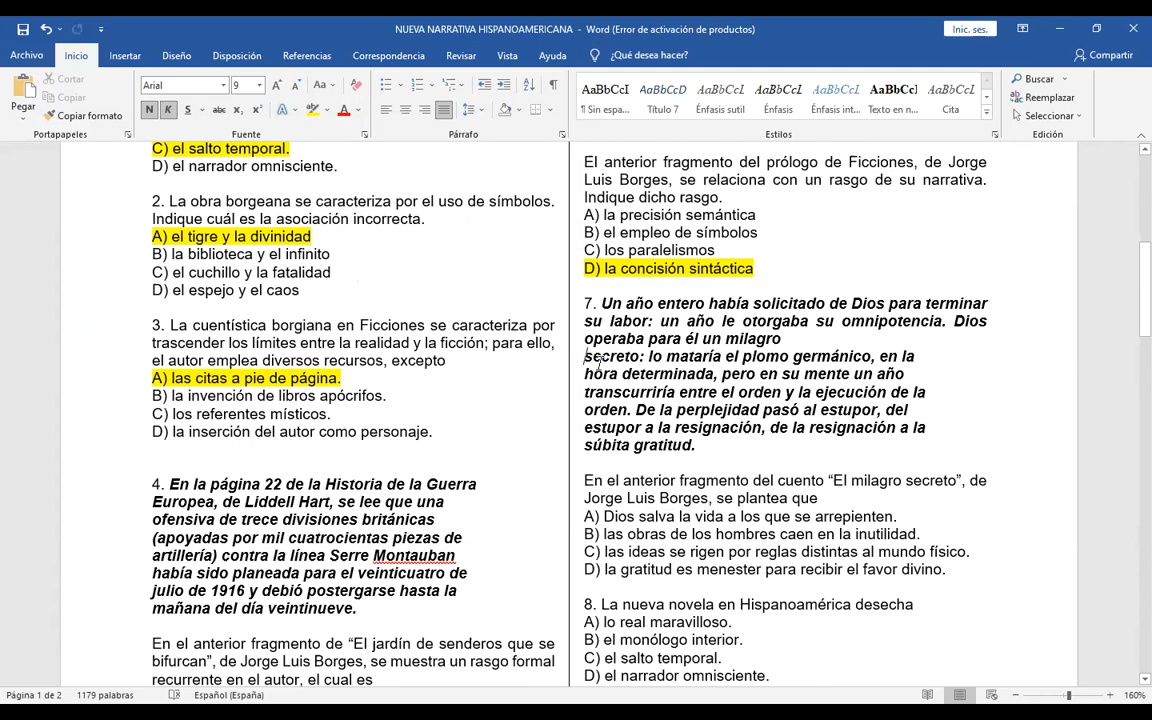 NUEVA NARRATIVA HISPANOAMERICANA - Word (Error de activación de productos)
Inic. ses.
Archivo Inicio Insertar Diseño Disposición Referencias Correspondencia Revisar Vista Ayuda ¿Qué desea hacer? Compartir
Pegar
Cortar
Copiar
Copiar formato
Portapapeles
Arial 9
N K S abc x₂ x²
Fuente
Párrafo
AaBbCcI AaBbCcD AaBbCcL AaBbCcL AaBbCcL AaBbCcL AaBbCcL
¶ Sin espa... Título 7 Énfasis sutil Énfasis Énfasis int... Texto en n... Cita
Estilos
Buscar
Reemplazar
Seleccionar
Edición
C) el salto temporal.
D) el narrador omnisciente.
2. La obra borgeana se caracteriza por el uso de símbolos.
Indique cuál es la asociación incorrecta.
A) el tigre y la divinidad
B) la biblioteca y el infinito
C) el cuchillo y la fatalidad
D) el espejo y el caos
3. La cuentística borgiana en Ficciones se caracteriza por
trascender los límites entre la realidad y la ficción; para ello,
el autor emplea diversos recursos, excepto
A) las citas a pie de página.
B) la invención de libros apócrifos.
C) los referentes místicos.
D) la inserción del autor como personaje.
4. En la página 22 de la Historia de la Guerra
Europea, de Liddell Hart, se lee que una
ofensiva de trece divisiones británicas
(apoyadas por mil cuatrocientas piezas de
artillería) contra la línea Serre Montauban
había sido planeada para el veinticuatro de
julio de 1916 y debió postergarse hasta la
mañana del día veintinueve.
En el anterior fragmento de “El jardín de senderos que se
bifurcan”, de Jorge Luis Borges, se muestra un rasgo formal
recurrente en el autor, el cual es
El anterior fragmento del prólogo de Ficciones, de Jorge
Luis Borges, se relaciona con un rasgo de su narrativa.
Indique dicho rasgo.
A) la precisión semántica
B) el empleo de símbolos
C) los paralelismos
D) la concisión sintáctica
7. Un año entero había solicitado de Dios para terminar
su labor: un año le otorgaba su omnipotencia. Dios
operaba para él un milagro
secreto: lo mataría el plomo germánico, en la
hora determinada, pero en su mente un año
transcurriría entre el orden y la ejecución de la
orden. De la perplejidad pasó al estupor, del
estupor a la resignación, de la resignación a la
súbita gratitud.
En el anterior fragmento del cuento “El milagro secreto”, de
Jorge Luis Borges, se plantea que
A) Dios salva la vida a los que se arrepienten.
B) las obras de los hombres caen en la inutilidad.
C) las ideas se rigen por reglas distintas al mundo físico.
D) la gratitud es menester para recibir el favor divino.
8. La nueva novela en Hispanoamérica desecha
A) lo real maravilloso.
B) el monólogo interior.
C) el salto temporal.
D) el narrador omnisciente.
Página 1 de 2 1179 palabras Español (España) 160%